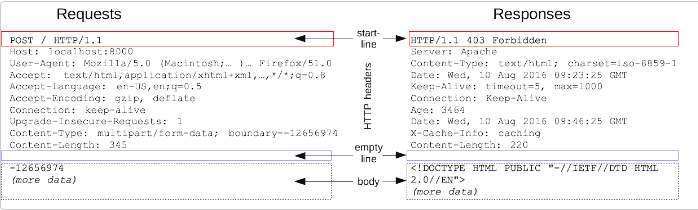 Requests
Responses
POST / HTTP/1.1
Host: localhost:8000
User-Agent: Mozilla/5.0 (Macintosh;… )… Firefox/51.0
Accept: text/html,application/xhtml+xml,…,*/*;q=0.8
Accept-Language: en-US,en;q=0.5
Accept-Encoding: gzip, deflate
Connection: keep-alive
Upgrade-Insecure-Requests: 1
Content-Type: multipart/form-data; boundary=-12656974
Content-Length: 345
-12656974
(more data)
start-
line
HTTP headers
empty
line
body
HTTP/1.1 403 Forbidden
Server: Apache
Content-Type: text/html; charset=iso-8859-1
Date: Wed, 10 Aug 2016 09:23:25 GMT
Keep-Alive: timeout=5, max=1000
Connection: Keep-Alive
Age: 3464
Date: Wed, 10 Aug 2016 09:46:25 GMT
X-Cache-Info: caching
Content-Length: 220
<!DOCTYPE HTML PUBLIC "-//IETF//DTD HTML
2.0//EN">
(more data)